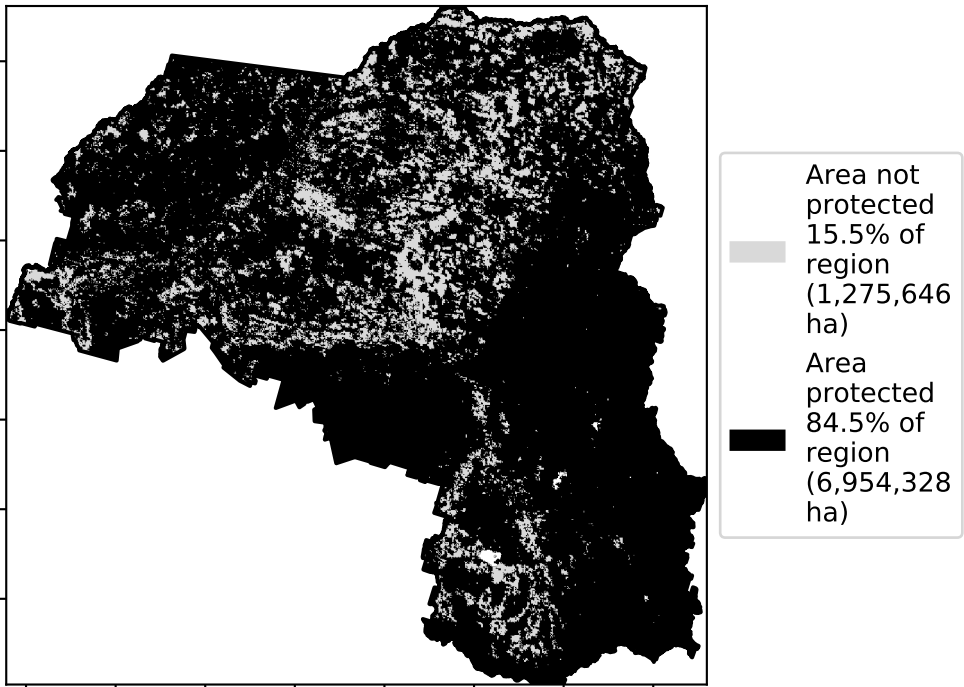 Area not
protected
15.5% of
region
(1,275,646
ha)
Area
protected
84.5% of
region
(6,954,328
ha)